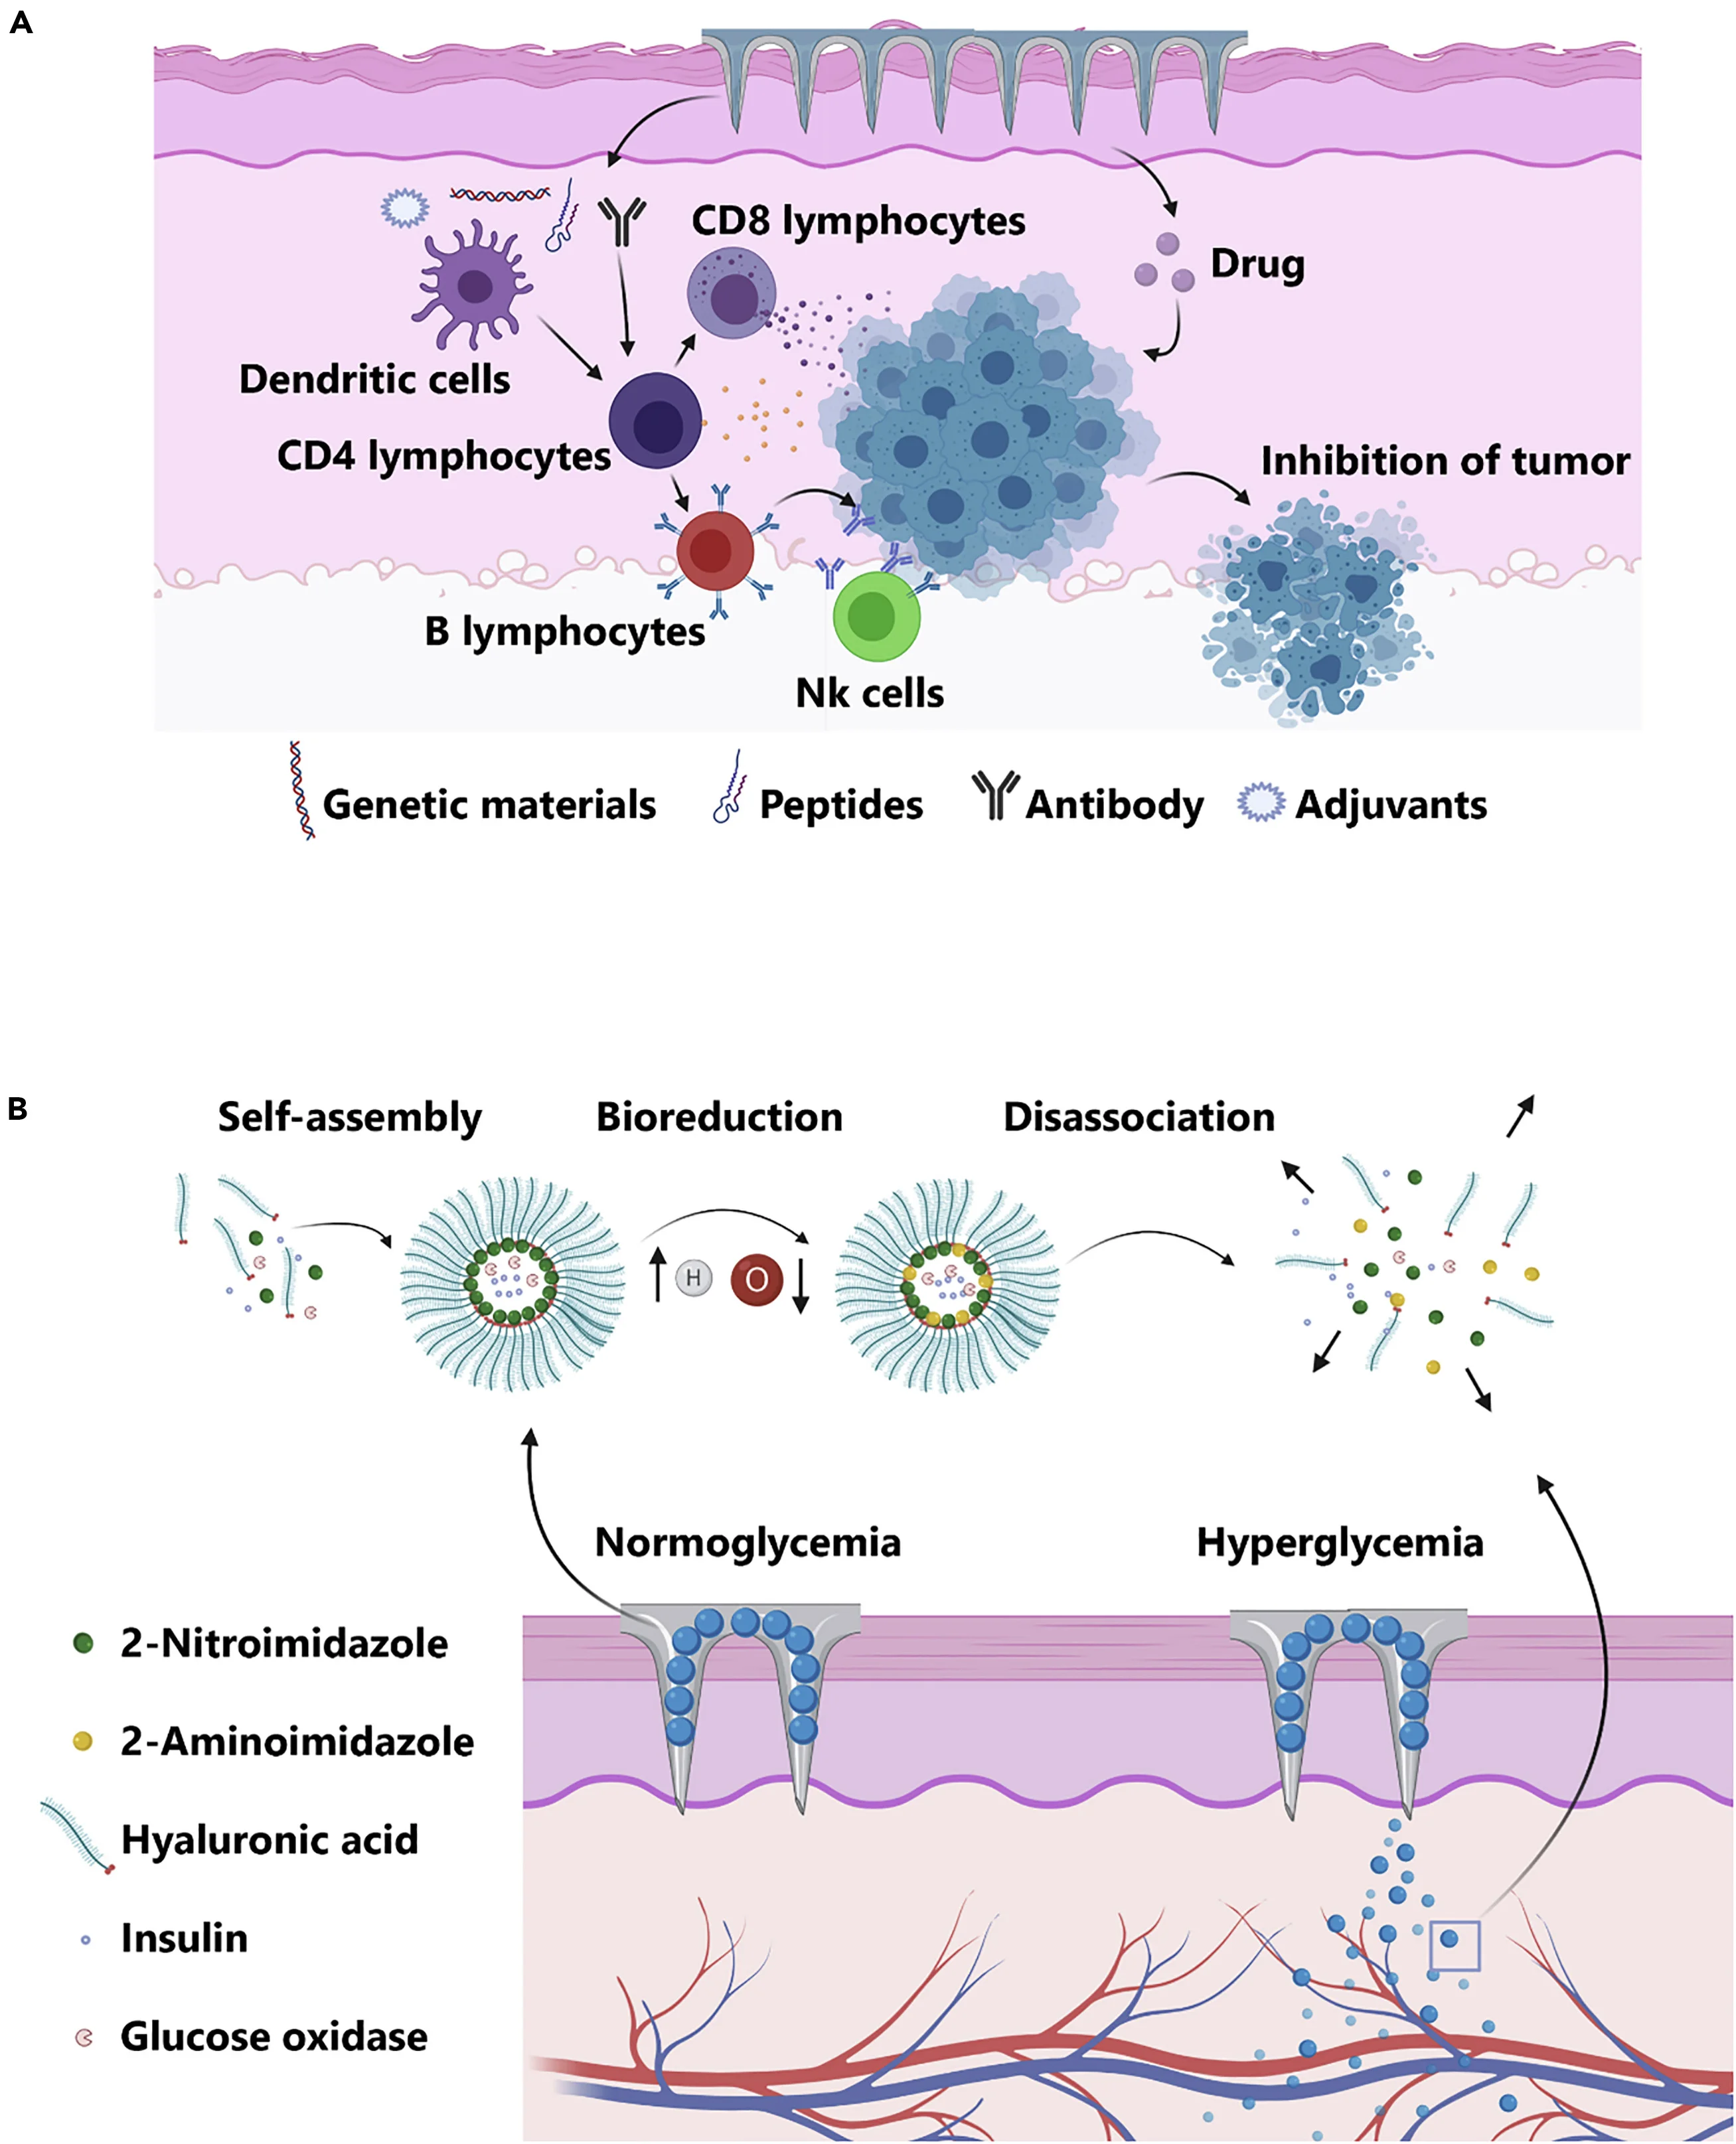 A
CD8 lymphocytes
Drug
Dendritic cells
CD4 lymphocytes
Inhibition of tumor
B lymphocytes
Nk cells
Genetic materials
Peptides
Antibody
Adjuvants
B
Self-assembly
Bioreduction
Disassociation
H
O
Normoglycemia
Hyperglycemia
2-Nitroimidazole
2-Aminoimidazole
Hyaluronic acid
Insulin
Glucose oxidase